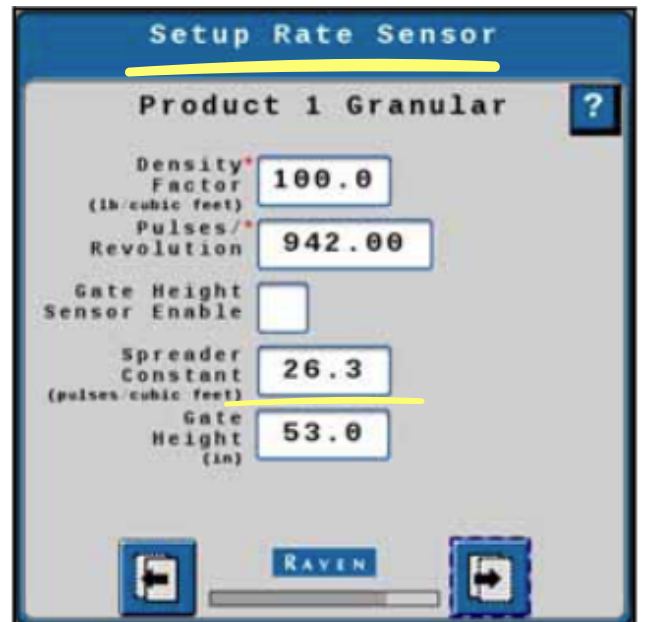 Setup Rate Sensor
Product 1 Granular
?
Density*
Factor
(lb/cubic feet)
100.0
Pulses/*
Revolution
942.00
Gate Height
Sensor Enable
Spreader
Constant
(pulses/cubic feet)
26.3
Gate
Height
(in)
53.0
RAVEN